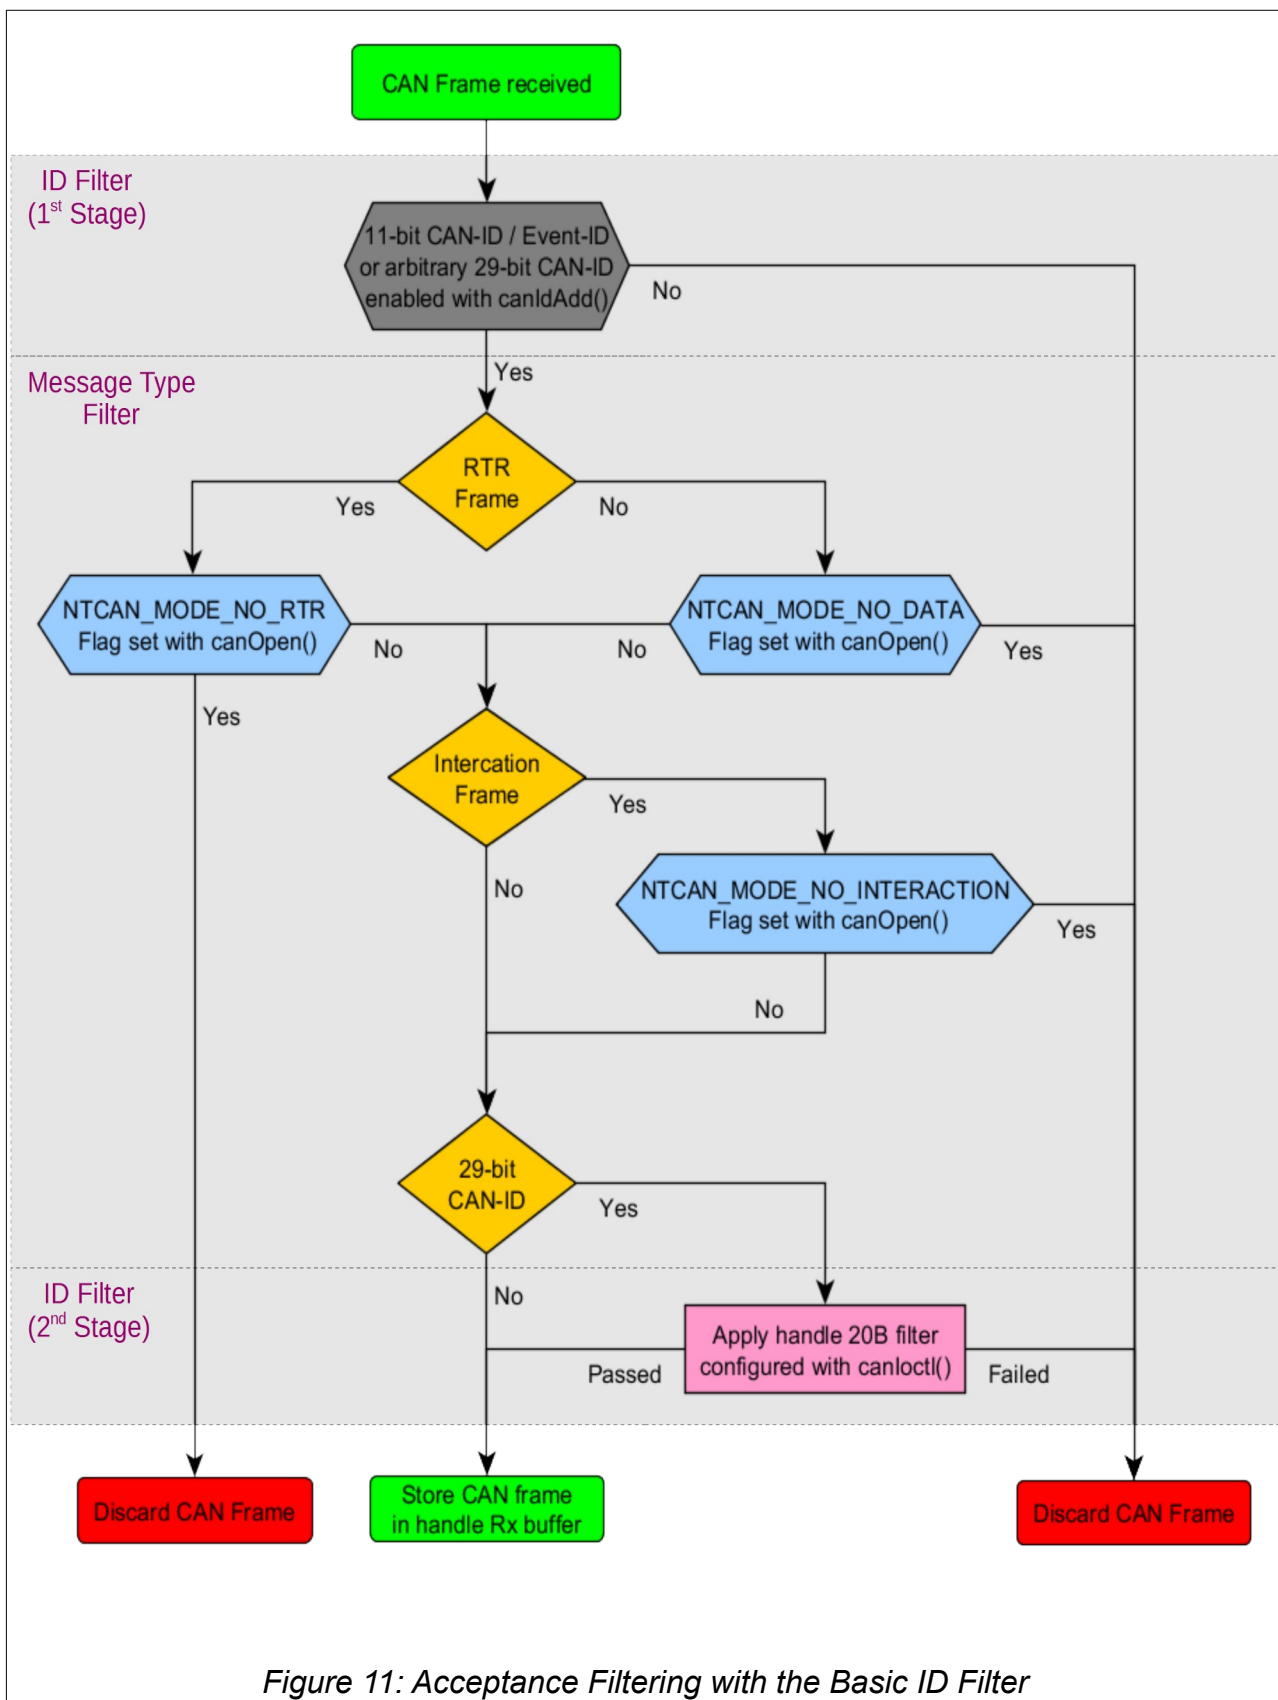 CAN Frame received
ID Filter
(1st Stage)
11-bit CAN-ID / Event-ID
or arbitrary 29-bit CAN-ID
enabled with canIdAdd()
No
Yes
Message Type
Filter
RTR
Frame
Yes
No
NTCAN_MODE_NO_RTR
Flag set with canOpen()
No
No
NTCAN_MODE_NO_DATA
Flag set with canOpen()
Yes
Yes
Intercation
Frame
Yes
No
NTCAN_MODE_NO_INTERACTION
Flag set with canOpen()
Yes
No
29-bit
CAN-ID
Yes
ID Filter
(2nd Stage)
No
Apply handle 20B filter
configured with canIoctl()
Passed
Failed
Discard CAN Frame
Store CAN frame
in handle Rx buffer
Discard CAN Frame
Figure 11: Acceptance Filtering with the Basic ID Filter